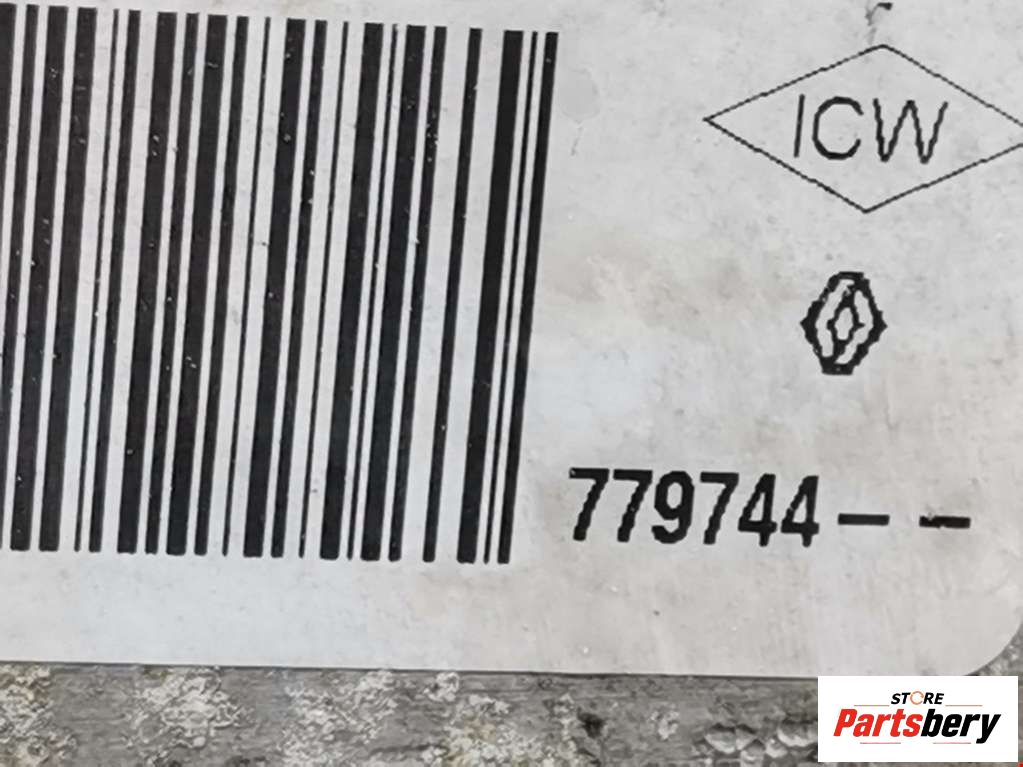 ICW
779744--
STORE
Partsbery